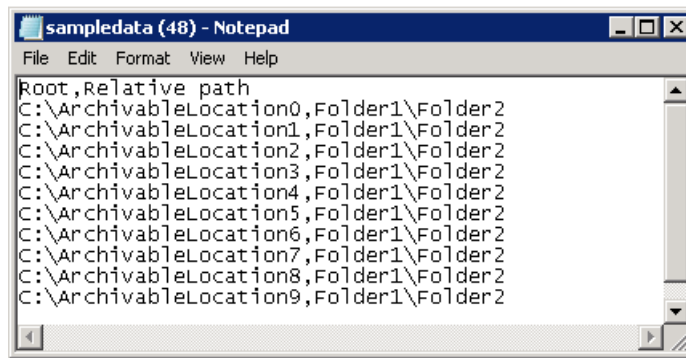 sampledata (48) - Notepad
File Edit Format View Help
Root,Relative path
C:\ArchivableLocation0,Folder1\Folder2
C:\ArchivableLocation1,Folder1\Folder2
C:\ArchivableLocation2,Folder1\Folder2
C:\ArchivableLocation3,Folder1\Folder2
C:\ArchivableLocation4,Folder1\Folder2
C:\ArchivableLocation5,Folder1\Folder2
C:\ArchivableLocation6,Folder1\Folder2
C:\ArchivableLocation7,Folder1\Folder2
C:\ArchivableLocation8,Folder1\Folder2
C:\ArchivableLocation9,Folder1\Folder2